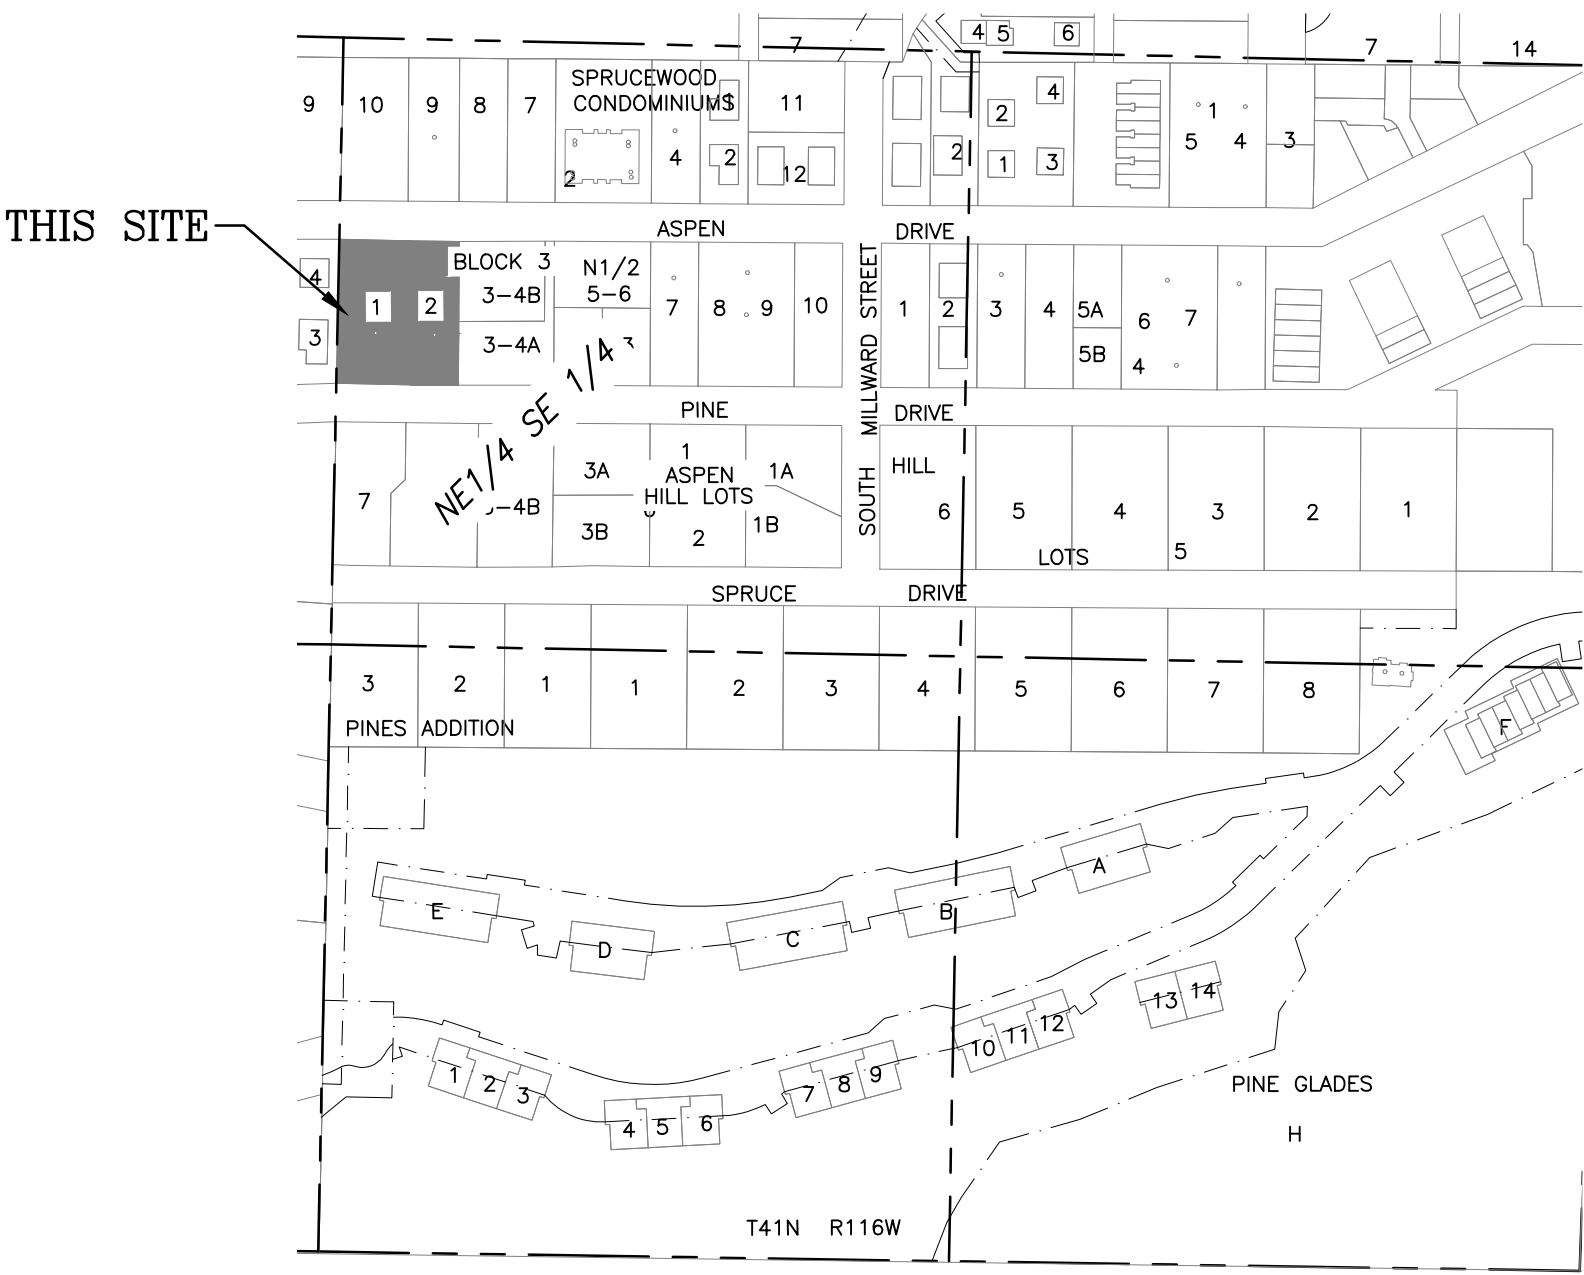 7
4 5 6
7
14
SPRUCEWOOD
CONDOMINIUMS
9 10 9 8 7
1
11
2
4
1
5 4
3
4
2
12
2
2
1
3
THIS SITE
ASPEN DRIVE
BLOCK 3
N1/2
5-6
3-4B
3-4A
4
1
2
3
7 8 9 10
SOUTH MILLWARD STREET
1 2 3 4
5A
5B
6 7
4
NE1/4 SE 1/4
PINE DRIVE
7
-4B
3A
3B
1
ASPEN
HILL LOTS
2
1A
1B
HILL
6 5 4 3 2 1
5
LOTS
SPRUCE DRIVE
3 2 1 1 2 3 4 5 6 7 8
PINES ADDITION
F
A
B
C
D
E
13 14
10 11 12
1 2 3
7 8 9
4 5 6
PINE GLADES
H
T41N R116W